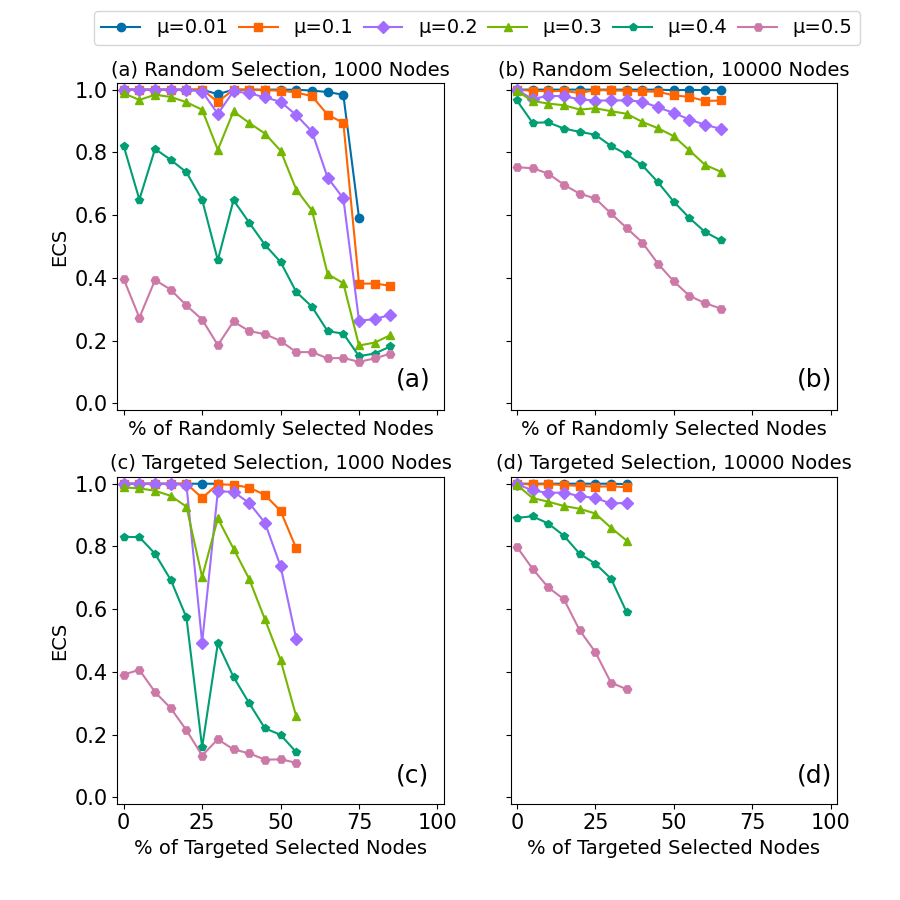 μ=0.01 μ=0.1 μ=0.2 μ=0.3 μ=0.4 μ=0.5
(a) Random Selection, 1000 Nodes
1.0
0.8
0.6
0.4
0.2
0.0
ECS
(a)
% of Randomly Selected Nodes
(b) Random Selection, 10000 Nodes
(b)
% of Randomly Selected Nodes
(c) Targeted Selection, 1000 Nodes
1.0
0.8
0.6
0.4
0.2
0.0
ECS
(c)
0 25 50 75 100
% of Targeted Selected Nodes
(d) Targeted Selection, 10000 Nodes
(d)
0 25 50 75 100
% of Targeted Selected Nodes